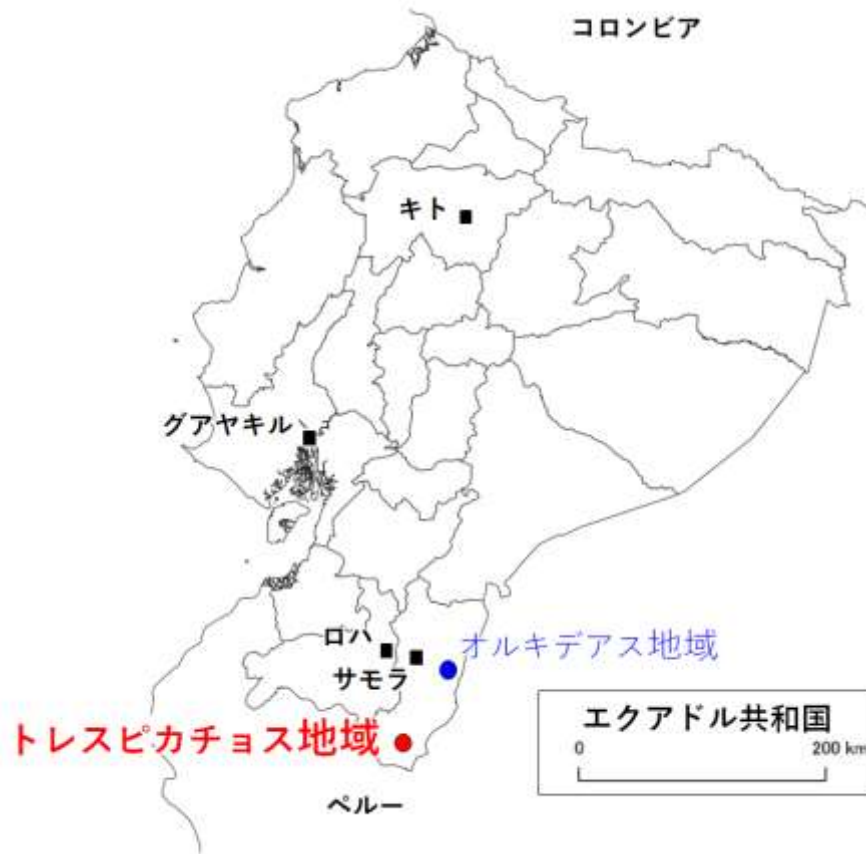 コロンビア
キト
グアヤキル
ロハ
オルキデアス地域
サモラ
トレスピカチョス地域
エクアドル共和国
0 200 km
ペルー